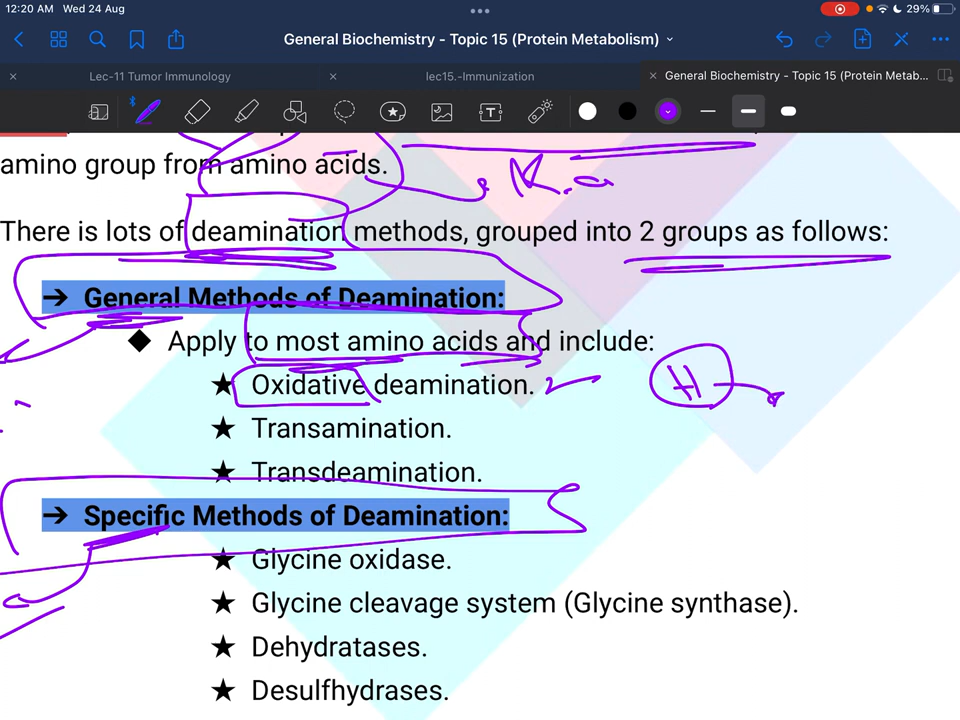 12:20 AM Wed 24 Aug
29%
General Biochemistry - Topic 15 (Protein Metabolism)
Lec-11 Tumor Immunology
lec15.-Immunization
General Biochemistry - Topic 15 (Protein Metab...
amino group from amino acids.
There is lots of deamination methods, grouped into 2 groups as follows:
→ General Methods of Deamination:
◆ Apply to most amino acids and include:
★ Oxidative deamination.
H
★ Transamination.
★ Transdeamination.
→ Specific Methods of Deamination:
★ Glycine oxidase.
★ Glycine cleavage system (Glycine synthase).
★ Dehydratases.
★ Desulfhydrases.